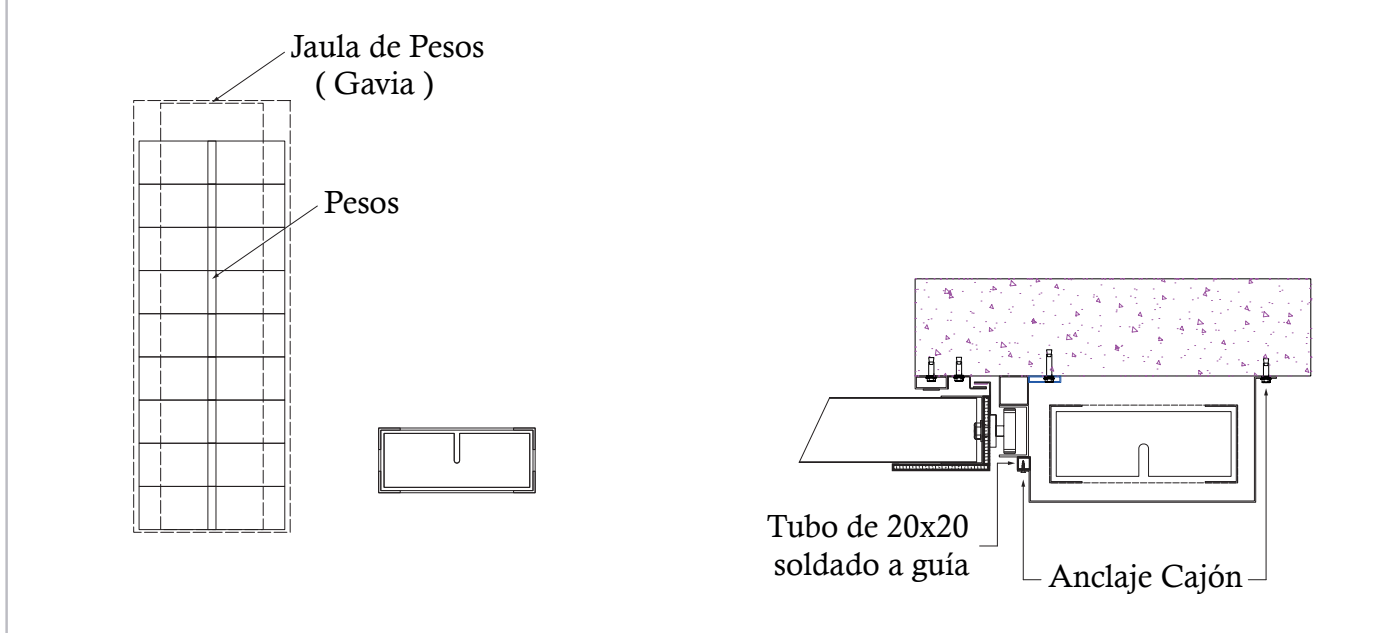 Jaula de Pesos
( Gavia )
Pesos
Tubo de 20x20
soldado a guía
Anclaje Cajón